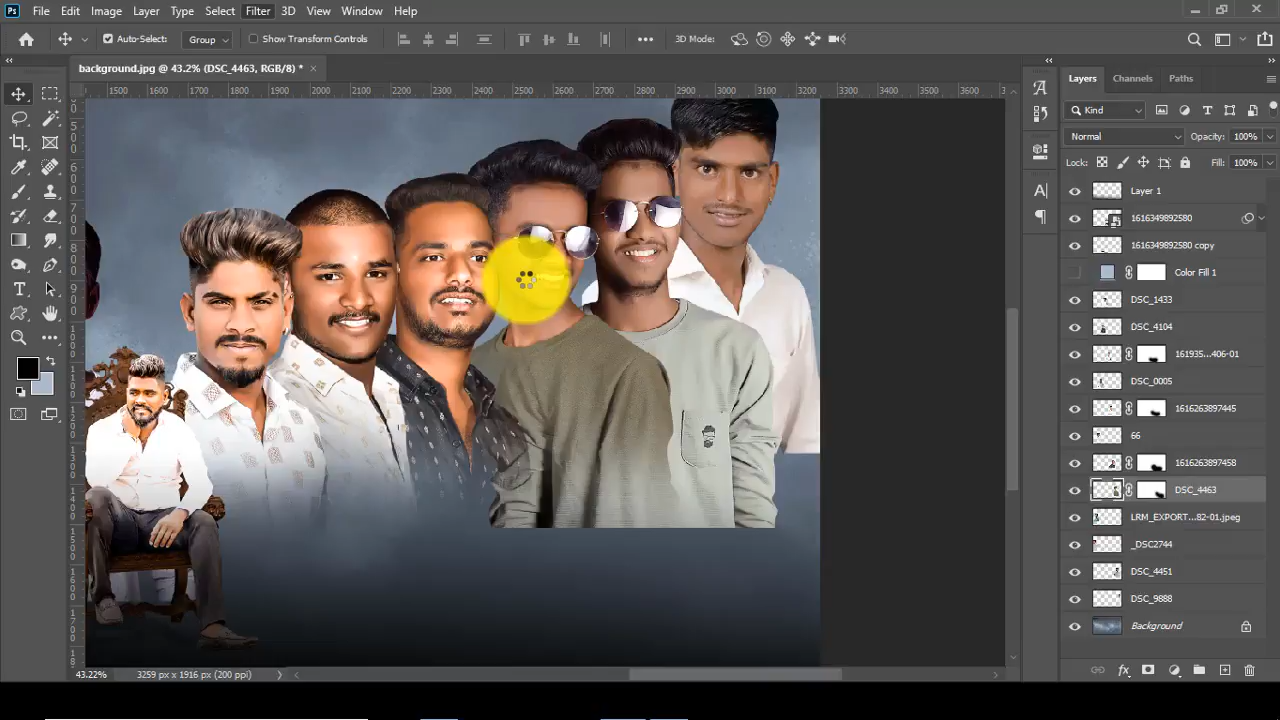 Ps File Edit Image Layer Type Select Filter 3D View Window Help
Auto-Select: Group Show Transform Controls 3D Mode:
background.jpg @ 43.2% (DSC_4463, RGB/8) * ×
1500 1600 1700 1800 1900 2000 2100 2200 2300 2400 2500 2600 2700 2800 2900 3000 3100 3200 3300 3400 3500 3600
Layers Channels Paths
Kind
Normal Opacity: 100%
Lock: Fill: 100%
Layer 1
1616349892580
1616349892580 copy
Color Fill 1
DSC_1433
DSC_4104
161935...406-01
DSC_0005
1616263897445
66
1616263897458
DSC_4463
LRM_EXPORT...82-01.jpeg
_DSC2744
DSC_4451
DSC_9888
Background
43.22% 3259 px x 1916 px (200 ppi)